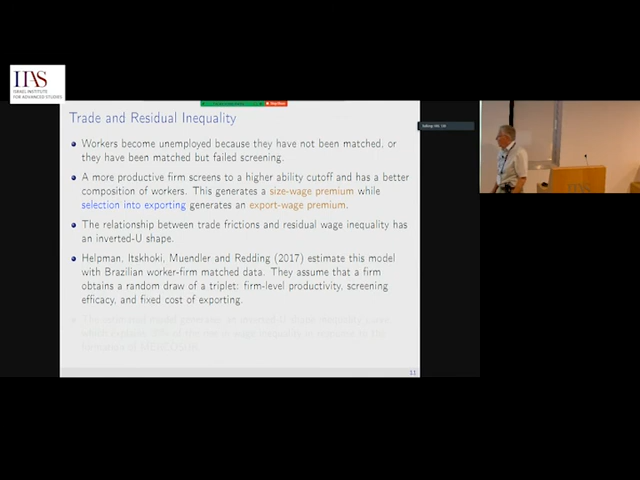 IIAS
ISRAEL INSTITUTE
FOR ADVANCED STUDIES
Trade and Residual Inequality
Workers become unemployed because they have not been matched, or
they have been matched but failed screening.
A more productive firm screens to a higher ability cutoff and has a better
composition of workers. This generates a size-wage premium while
selection into exporting generates an export-wage premium.
The relationship between trade frictions and residual wage inequality has
an inverted-U shape.
Helpman, Itskhoki, Muendler and Redding (2017) estimate this model
with Brazilian worker-firm matched data. They assume that a firm
obtains a random draw of a triplet: firm-level productivity, screening
efficacy, and fixed cost of exporting.
11
IIAS